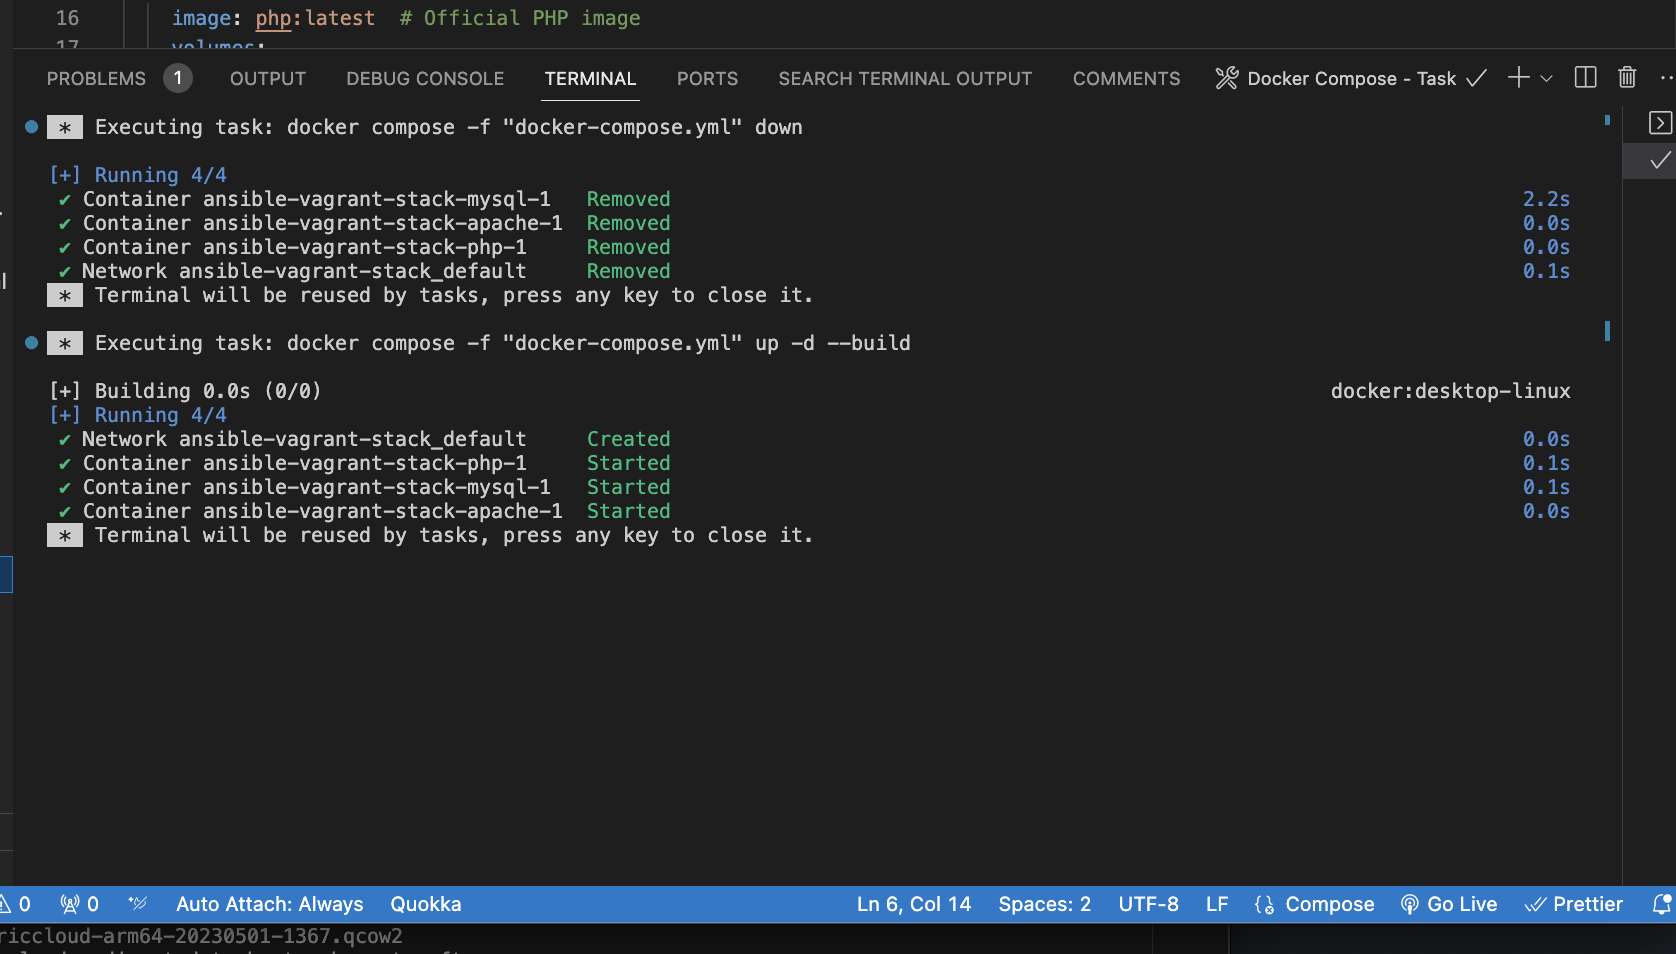 16 image: php:latest # Official PHP image
17 volumes:
PROBLEMS 1 OUTPUT DEBUG CONSOLE TERMINAL PORTS SEARCH TERMINAL OUTPUT COMMENTS Docker Compose - Task
* Executing task: docker compose -f "docker-compose.yml" down
[+] Running 4/4
✔ Container ansible-vagrant-stack-mysql-1 Removed 2.2s
✔ Container ansible-vagrant-stack-apache-1 Removed 0.0s
✔ Container ansible-vagrant-stack-php-1 Removed 0.0s
✔ Network ansible-vagrant-stack_default Removed 0.1s
* Terminal will be reused by tasks, press any key to close it.
* Executing task: docker compose -f "docker-compose.yml" up -d --build
[+] Building 0.0s (0/0) docker:desktop-linux
[+] Running 4/4
✔ Network ansible-vagrant-stack_default Created 0.0s
✔ Container ansible-vagrant-stack-php-1 Started 0.1s
✔ Container ansible-vagrant-stack-mysql-1 Started 0.1s
✔ Container ansible-vagrant-stack-apache-1 Started 0.0s
* Terminal will be reused by tasks, press any key to close it.
0 0 Auto Attach: Always Quokka Ln 6, Col 14 Spaces: 2 UTF-8 LF Compose Go Live Prettier
riccloud-arm64-20230501-1367.qcow2